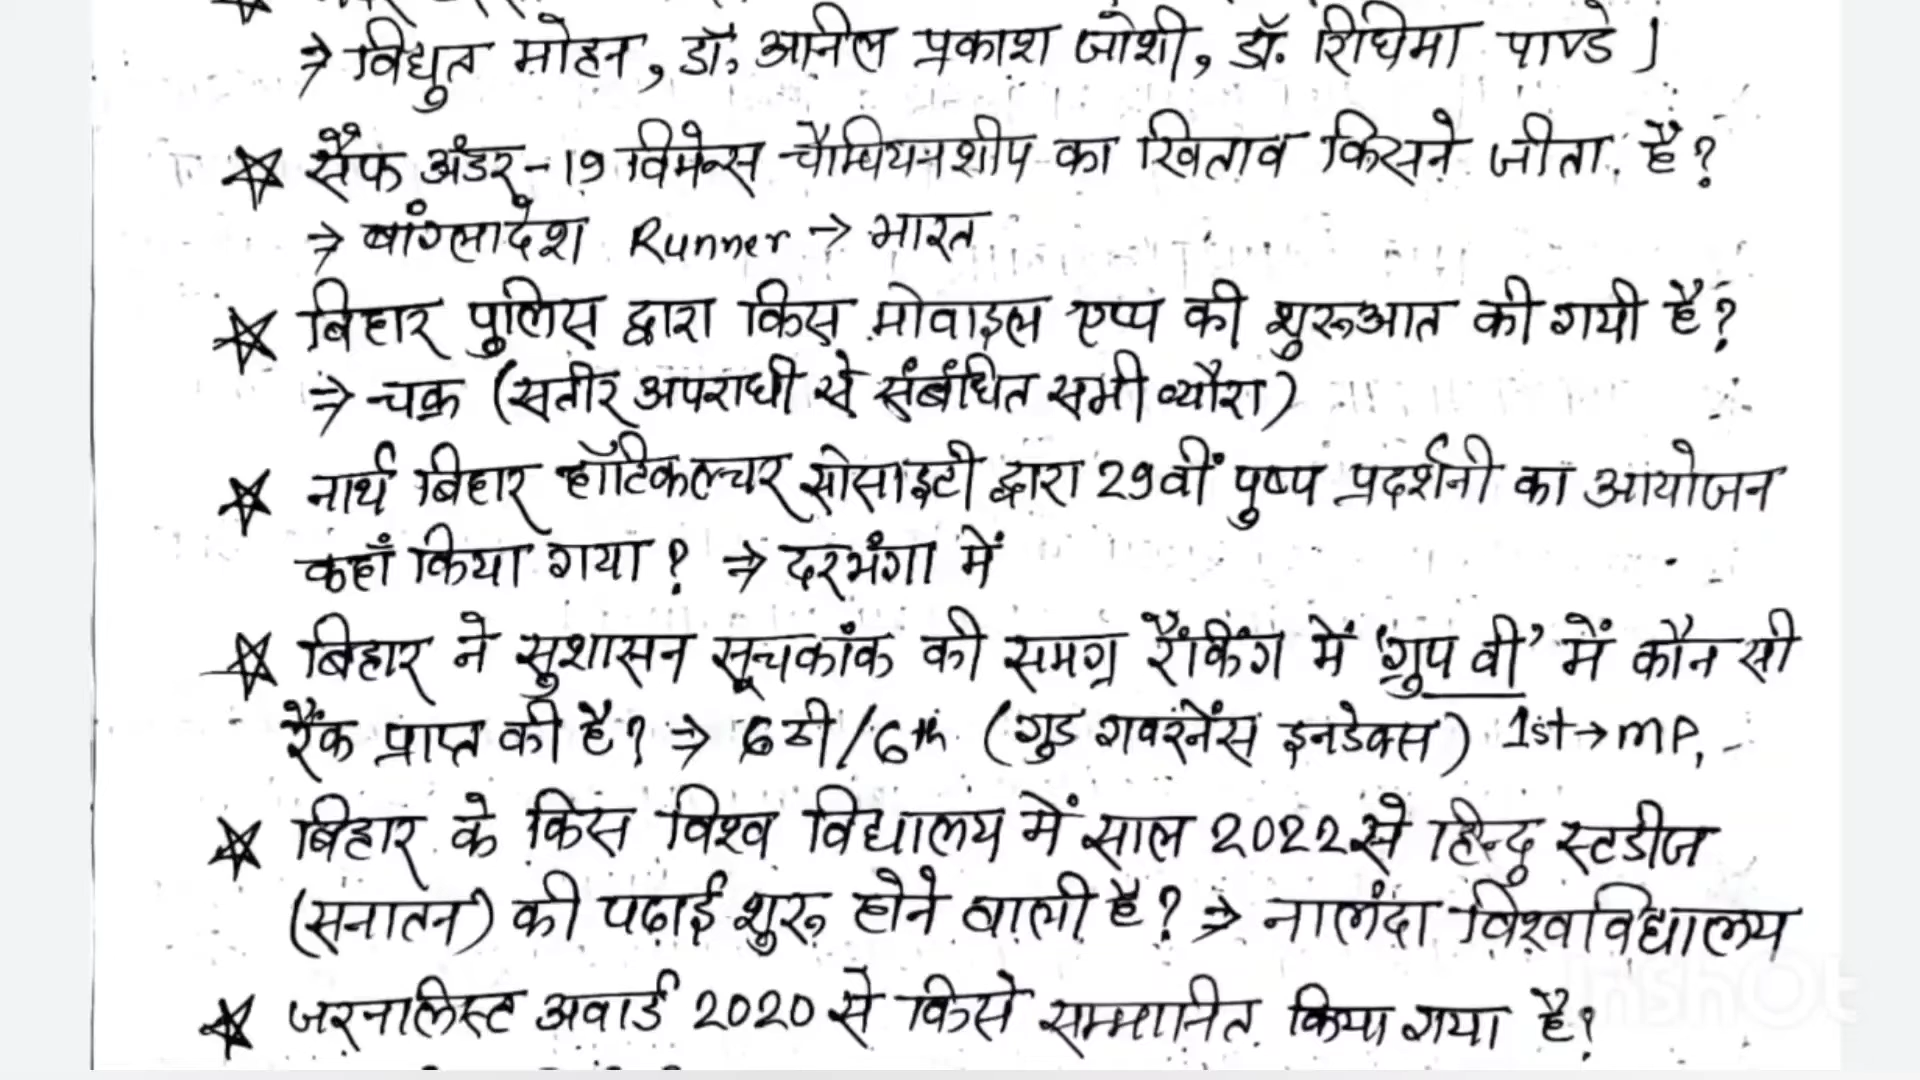 ⇒ विद्युत मोहन, डॉ. अनिल प्रकाश जोशी, डॉ. रिधिमा पाण्डे।
☆ सैफ अंडर-19 विमेन्स चैम्पियनशीप का खिताव किसने जीता है?
⇒ बांग्लादेश Runner → भारत
☆ बिहार पुलिस द्वारा किस मोवाइल एप्प की शुरूआत की गयी है?
⇒ चक्र (सतीर अपराधी से संबंधित सभी व्यौरा)
☆ नार्थ बिहार हॉर्टिकल्चर सोसाइटी द्वारा 29वीं पुष्प प्रदर्शनी का आयोजन
कहाँ किया गया? ⇒ दरभंगा में
☆ बिहार ने सुशासन सूचकांक की समग्र रैंकिंग में 'ग्रुप वी' में कौन सी
रैंक प्राप्त की है? ⇒ 6ठी/6th (गुड गवरनेंस इनडेक्स) 1st → MP,
☆ बिहार के किस विश्व विद्यालय में साल 2022 से हिन्दु स्टडीज
(सनातन) की पढ़ाई शुरू होने वाली है? ⇒ नालंदा विश्वविद्यालय
☆ जरनालिस्ट अवार्ड 2020 से किसे सम्मानित किया गया है?
InShot